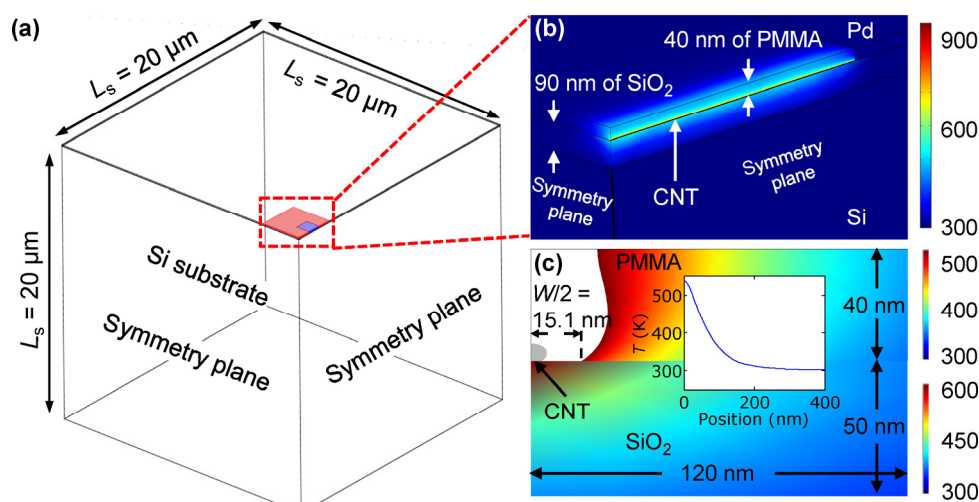 (a)
Lₛ = 20 µm
Lₛ = 20 µm
Lₛ = 20 µm
Si substrate
Symmetry plane
Symmetry plane
(b)
Pd
40 nm of PMMA
90 nm of SiO₂
Symmetry
plane
CNT
Symmetry
plane
Si
900
600
300
(c)
PMMA
W/2 =
15.1 nm
CNT
SiO₂
T (K)
500
400
300
0
200
400
Position (nm)
40 nm
50 nm
120 nm
500
400
300
600
450
300